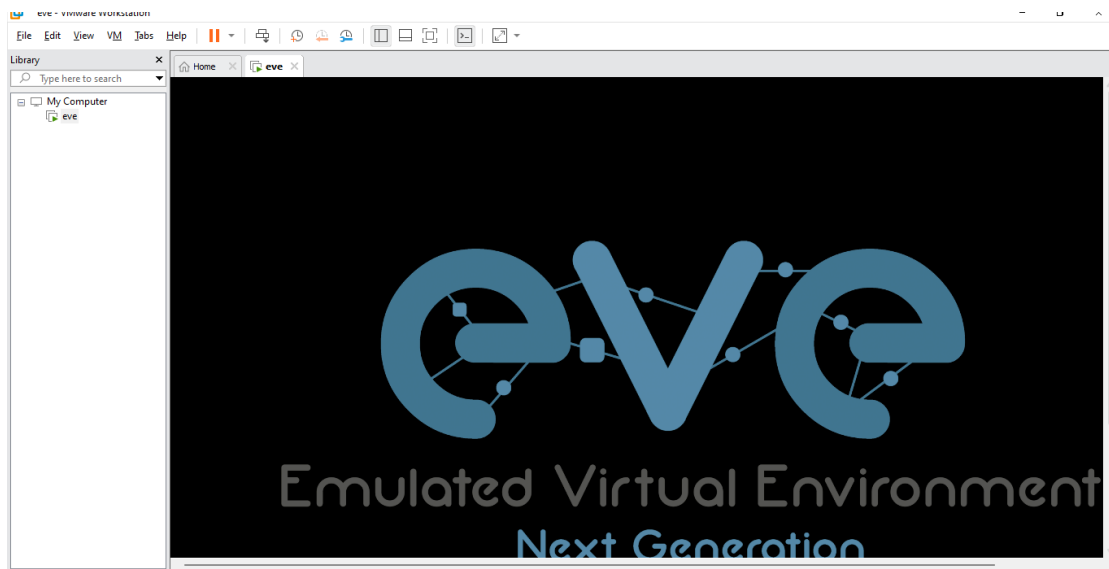 eve - VMware Workstation
File Edit View VM Tabs Help
Library
Type here to search
Home
eve
My Computer
eve
eve
Emulated Virtual Environment
Next Generation